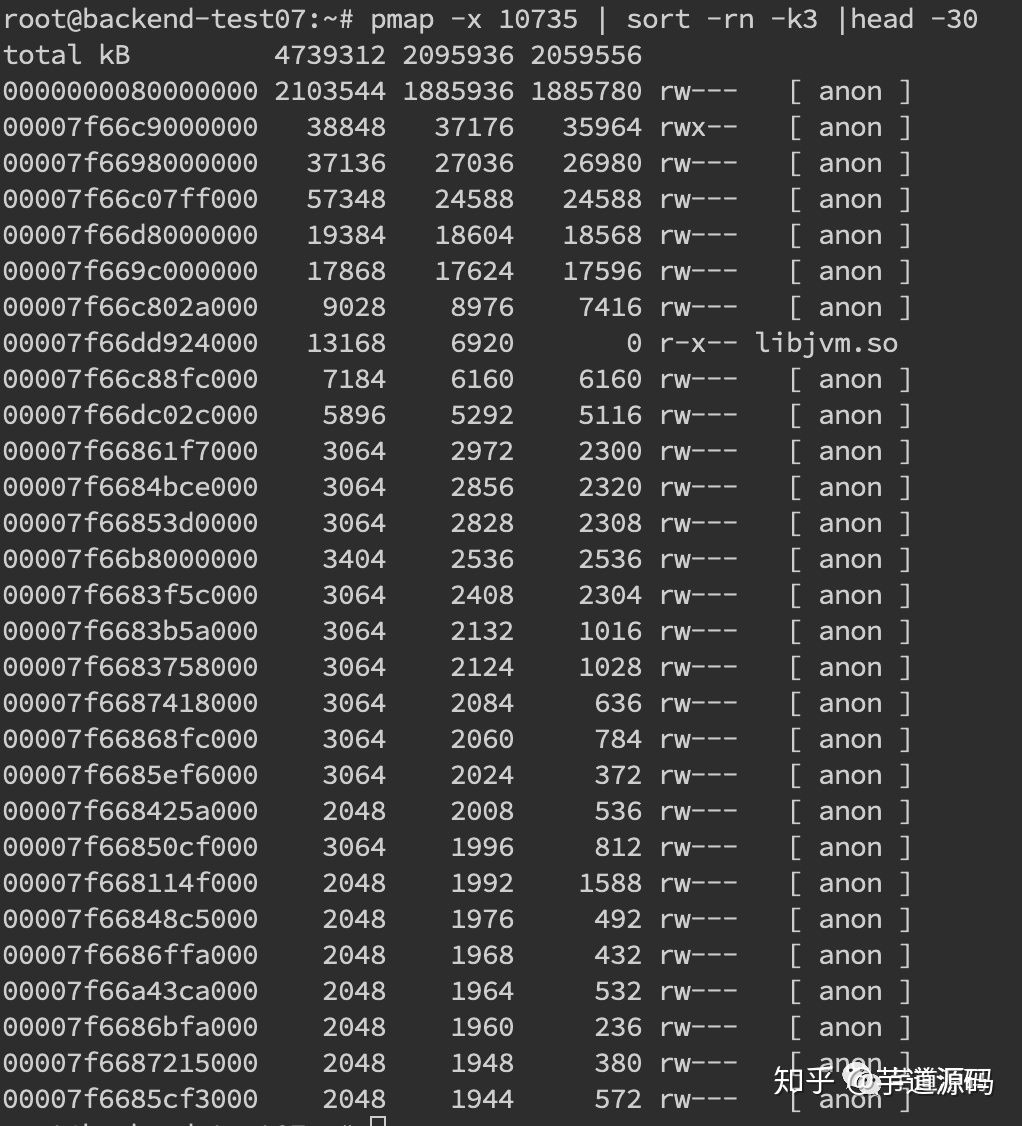 root@backend-test07:~# pmap -x 10735 | sort -rn -k3 |head -30
total kB 4739312 2095936 2059556
0000000080000000 2103544 1885936 1885780 rw--- [ anon ]
00007f66c9000000 38848 37176 35964 rwx-- [ anon ]
00007f6698000000 37136 27036 26980 rw--- [ anon ]
00007f66c07ff000 57348 24588 24588 rw--- [ anon ]
00007f66d8000000 19384 18604 18568 rw--- [ anon ]
00007f669c000000 17868 17624 17596 rw--- [ anon ]
00007f66c802a000 9028 8976 7416 rw--- [ anon ]
00007f66dd924000 13168 6920 0 r-x-- libjvm.so
00007f66c88fc000 7184 6160 6160 rw--- [ anon ]
00007f66dc02c000 5896 5292 5116 rw--- [ anon ]
00007f66861f7000 3064 2972 2300 rw--- [ anon ]
00007f6684bce000 3064 2856 2320 rw--- [ anon ]
00007f66853d0000 3064 2828 2308 rw--- [ anon ]
00007f66b8000000 3404 2536 2536 rw--- [ anon ]
00007f6683f5c000 3064 2408 2304 rw--- [ anon ]
00007f6683b5a000 3064 2132 1016 rw--- [ anon ]
00007f6683758000 3064 2124 1028 rw--- [ anon ]
00007f6687418000 3064 2084 636 rw--- [ anon ]
00007f66868fc000 3064 2060 784 rw--- [ anon ]
00007f6685ef6000 3064 2024 372 rw--- [ anon ]
00007f668425a000 2048 2008 536 rw--- [ anon ]
00007f66850cf000 3064 1996 812 rw--- [ anon ]
00007f668114f000 2048 1992 1588 rw--- [ anon ]
00007f66848c5000 2048 1976 492 rw--- [ anon ]
00007f6686ffa000 2048 1968 432 rw--- [ anon ]
00007f66a43ca000 2048 1964 532 rw--- [ anon ]
00007f6686bfa000 2048 1960 236 rw--- [ anon ]
00007f6687215000 2048 1948 380 rw--- [ anon ]
00007f6685cf3000 2048 1944 572 rw--- [ anon ]
知乎 @芋道源码